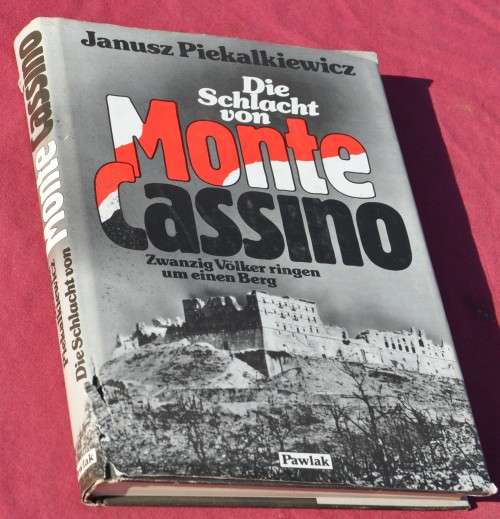 Janusz Piekalkiewicz
Die
Schlacht
von
Monte
Cassino
Zwanzig Völker ringen
um einen Berg
Pawlak
Piekalkiewicz
Die Schlacht von Monte Cassino
Pawlak